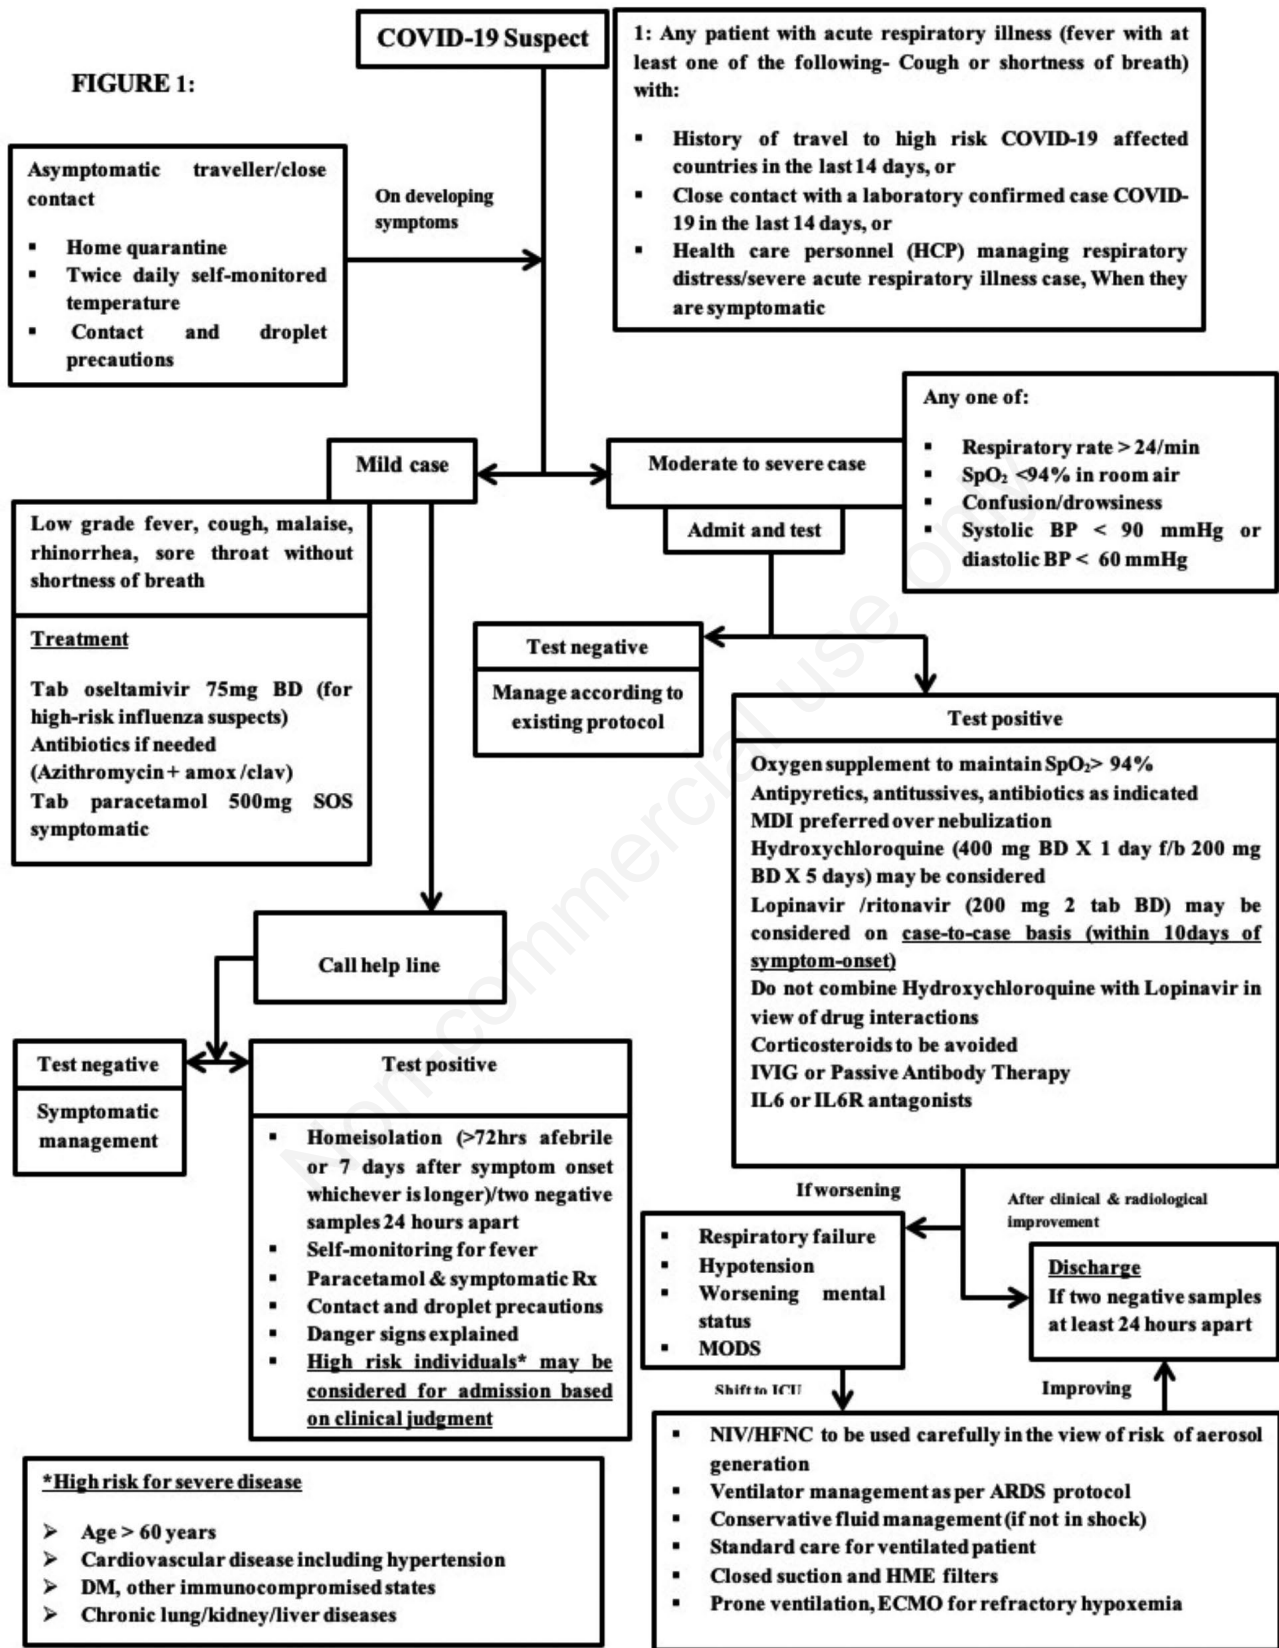 COVID-19 Suspect
FIGURE 1:
1: Any patient with acute respiratory illness (fever with at
least one of the following- Cough or shortness of breath)
with:
▪ History of travel to high risk COVID-19 affected
countries in the last 14 days, or
▪ Close contact with a laboratory confirmed case COVID-
19 in the last 14 days, or
▪ Health care personnel (HCP) managing respiratory
distress/severe acute respiratory illness case, When they
are symptomatic
Asymptomatic traveller/close
contact
▪ Home quarantine
▪ Twice daily self-monitored
temperature
▪ Contact and droplet
precautions
On developing
symptoms
Mild case
Moderate to severe case
Admit and test
Any one of:
▪ Respiratory rate > 24/min
▪ SpO₂ <94% in room air
▪ Confusion/drowsiness
▪ Systolic BP < 90 mmHg or
diastolic BP < 60 mmHg
Low grade fever, cough, malaise,
rhinorrhea, sore throat without
shortness of breath
Treatment
Tab oseltamivir 75mg BD (for
high-risk influenza suspects)
Antibiotics if needed
(Azithromycin + amox /clav)
Tab paracetamol 500mg SOS
symptomatic
Test negative
Manage according to
existing protocol
Test positive
Oxygen supplement to maintain SpO₂> 94%
Antipyretics, antitussives, antibiotics as indicated
MDI preferred over nebulization
Hydroxychloroquine (400 mg BD X 1 day f/b 200 mg
BD X 5 days) may be considered
Lopinavir /ritonavir (200 mg 2 tab BD) may be
considered on case-to-case basis (within 10days of
symptom-onset)
Do not combine Hydroxychloroquine with Lopinavir in
view of drug interactions
Corticosteroids to be avoided
IVIG or Passive Antibody Therapy
IL6 or IL6R antagonists
Call help line
Test negative
Symptomatic
management
Test positive
▪ Homeisolation (>72hrs afebrile
or 7 days after symptom onset
whichever is longer)/two negative
samples 24 hours apart
▪ Self-monitoring for fever
▪ Paracetamol & symptomatic Rx
▪ Contact and droplet precautions
▪ Danger signs explained
▪ High risk individuals* may be
considered for admission based
on clinical judgment
If worsening
After clinical & radiological
improvement
▪ Respiratory failure
▪ Hypotension
▪ Worsening mental
status
▪ MODS
Discharge
If two negative samples
at least 24 hours apart
Shift to ICU
Improving
▪ NIV/HFNC to be used carefully in the view of risk of aerosol
generation
▪ Ventilator management as per ARDS protocol
▪ Conservative fluid management (if not in shock)
▪ Standard care for ventilated patient
▪ Closed suction and HME filters
▪ Prone ventilation, ECMO for refractory hypoxemia
*High risk for severe disease
➢ Age > 60 years
➢ Cardiovascular disease including hypertension
➢ DM, other immunocompromised states
➢ Chronic lung/kidney/liver diseases
Non-commercial use only